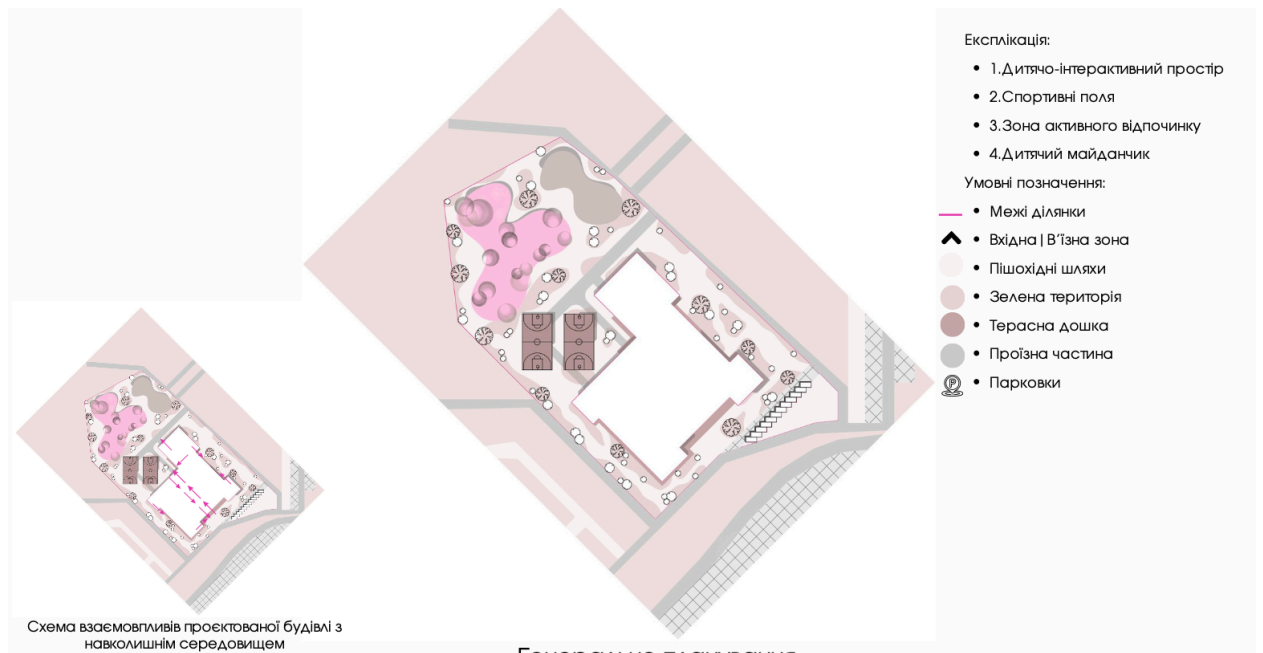 Експлікація:
1.Дитячо-інтерактивний простір
2.Спортивні поля
3.Зона активного відпочинку
4.Дитячий майданчик
Умовні позначення:
Межі ділянки
Вхідна|В'їзна зона
Пішохідні шляхи
Зелена територія
Терасна дошка
Проїзна частина
P
Парковки
Схема взаємовпливів проєктованої будівлі з
навколишнім середовищем